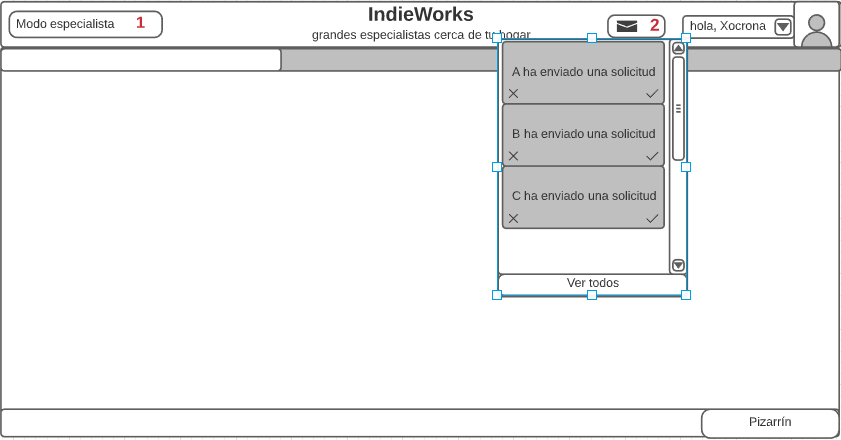 Modo especialista 1
IndieWorks
grandes especialistas cerca de tu hogar
2
hola, Xocrona
A ha enviado una solicitud
B ha enviado una solicitud
C ha enviado una solicitud
Ver todos
Pizarrín